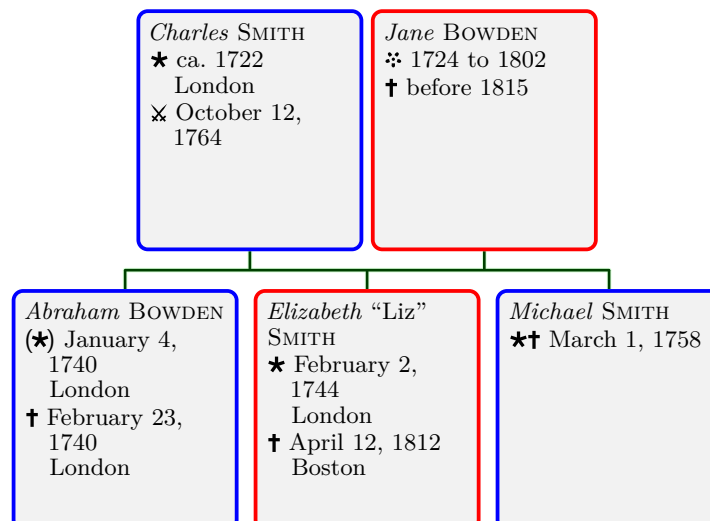 Charles SMITH
★ ca. 1722
London
⚔ October 12,
1764
Jane BOWDEN
፨ 1724 to 1802
✝ before 1815
Abraham BOWDEN
(★) January 4,
1740
London
✝ February 23,
1740
London
Elizabeth “Liz”
SMITH
★ February 2,
1744
London
✝ April 12, 1812
Boston
Michael SMITH
★✝ March 1, 1758